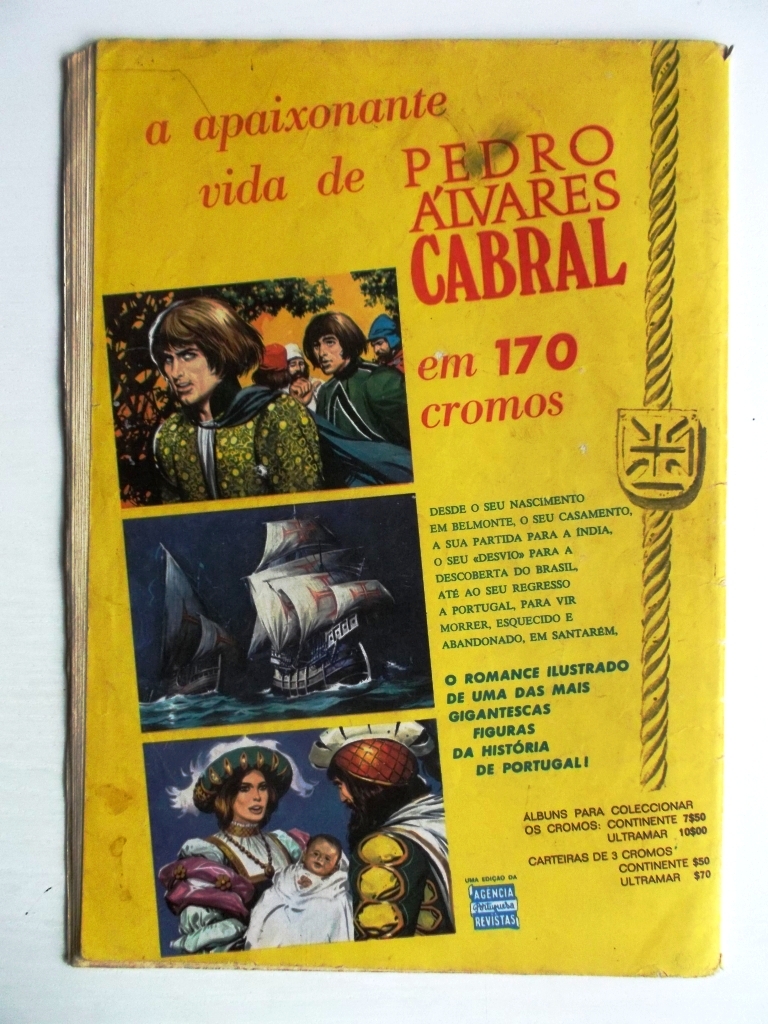 a apaixonante
vida de PEDRO
ÁLVARES
CABRAL
em 170
cromos
DESDE O SEU NASCIMENTO
EM BELMONTE, O SEU CASAMENTO,
A SUA PARTIDA PARA A ÍNDIA,
O SEU «DESVIO» PARA A
DESCOBERTA DO BRASIL,
ATÉ AO SEU REGRESSO
A PORTUGAL, PARA VIR
MORRER, ESQUECIDO E
ABANDONADO, EM SANTARÉM,
O ROMANCE ILUSTRADO
DE UMA DAS MAIS
GIGANTESCAS
FIGURAS
DA HISTÓRIA
DE PORTUGAL!
ÁLBUNS PARA COLECCIONAR
OS CROMOS: CONTINENTE 7$50
ULTRAMAR 10$00
CARTEIRAS DE 3 CROMOS
CONTINENTE $50
ULTRAMAR $70
UMA EDIÇÃO DA
AGÊNCIA
Portuguesa
REVISTAS